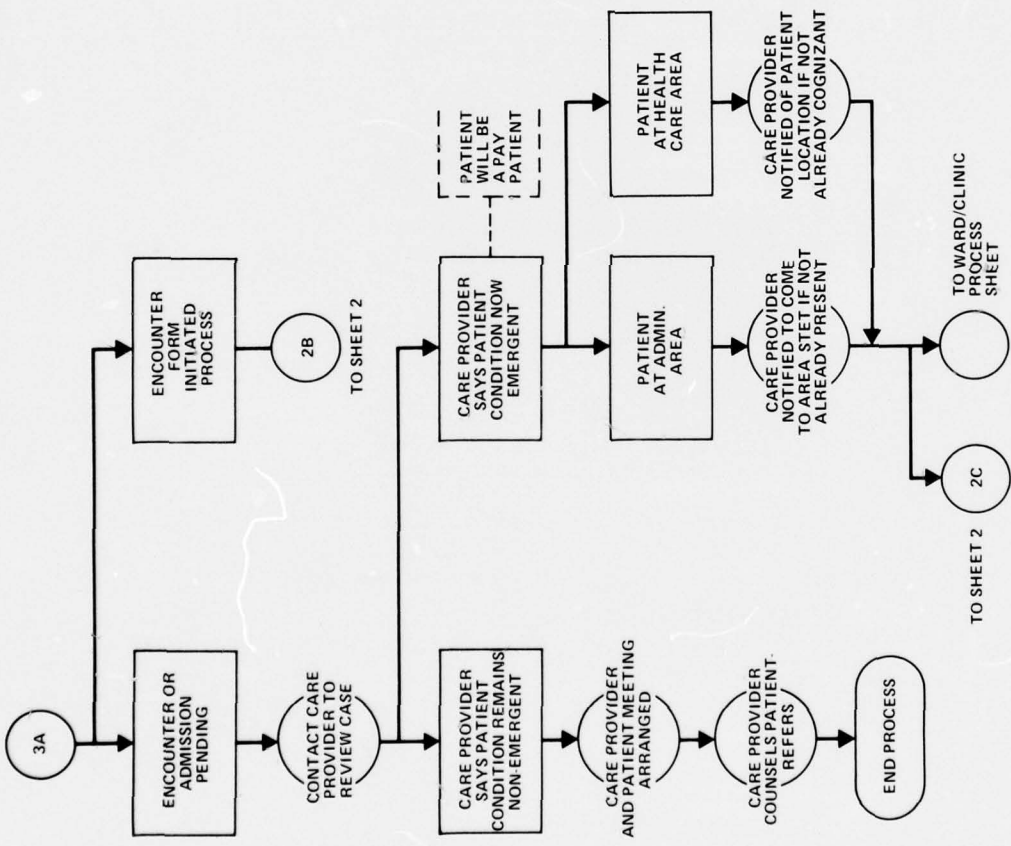 3A
ENCOUNTER OR
ADMISSION
PENDING
ENCOUNTER
FORM
INITIATED
PROCESS
2B
TO SHEET 2
CONTACT CARE
PROVIDER TO
REVIEW CASE
CARE PROVIDER
SAYS PATIENT
CONDITION REMAINS
NON-EMERGENT
CARE PROVIDER
AND PATIENT MEETING
ARRANGED
CARE PROVIDER
COUNSELS PATIENT-
REFERS
END PROCESS
CARE PROVIDER
SAYS PATIENT
CONDITION NOW
EMERGENT
PATIENT
WILL BE
A PAY
PATIENT
PATIENT
AT ADMIN.
AREA
CARE PROVIDER
NOTIFIED TO COME
TO AREA STET IF NOT
ALREADY PRESENT
PATIENT
AT HEALTH
CARE AREA
CARE PROVIDER
NOTIFIED OF PATIENT
LOCATION IF NOT
ALREADY COGNIZANT
2C
TO SHEET 2
TO WARD/CLINIC
PROCESS
SHEET